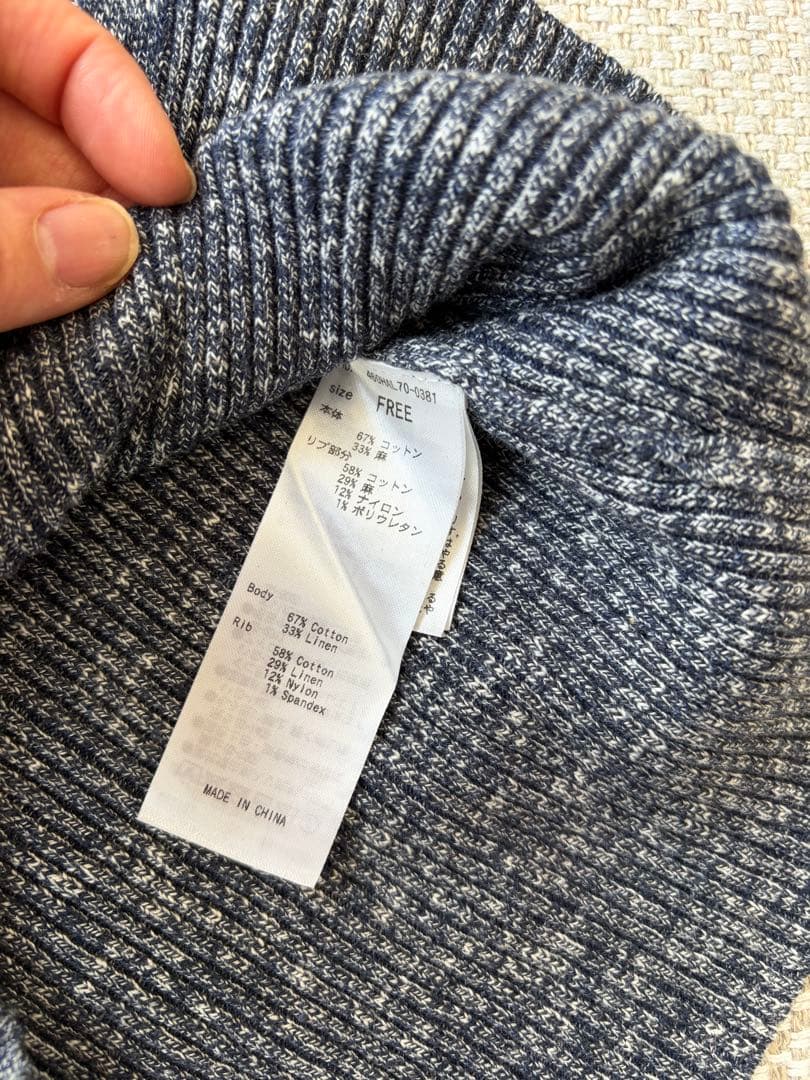 460HAL70-0381
size FREE
本体
67% コットン
33% 麻
リブ部分
58% コットン
29% 麻
12% ナイロン
1% ポリウレタン
Body
67% Cotton
33% Linen
Rib
58% Cotton
29% Linen
12% Nylon
1% Spandex
MADE IN CHINA